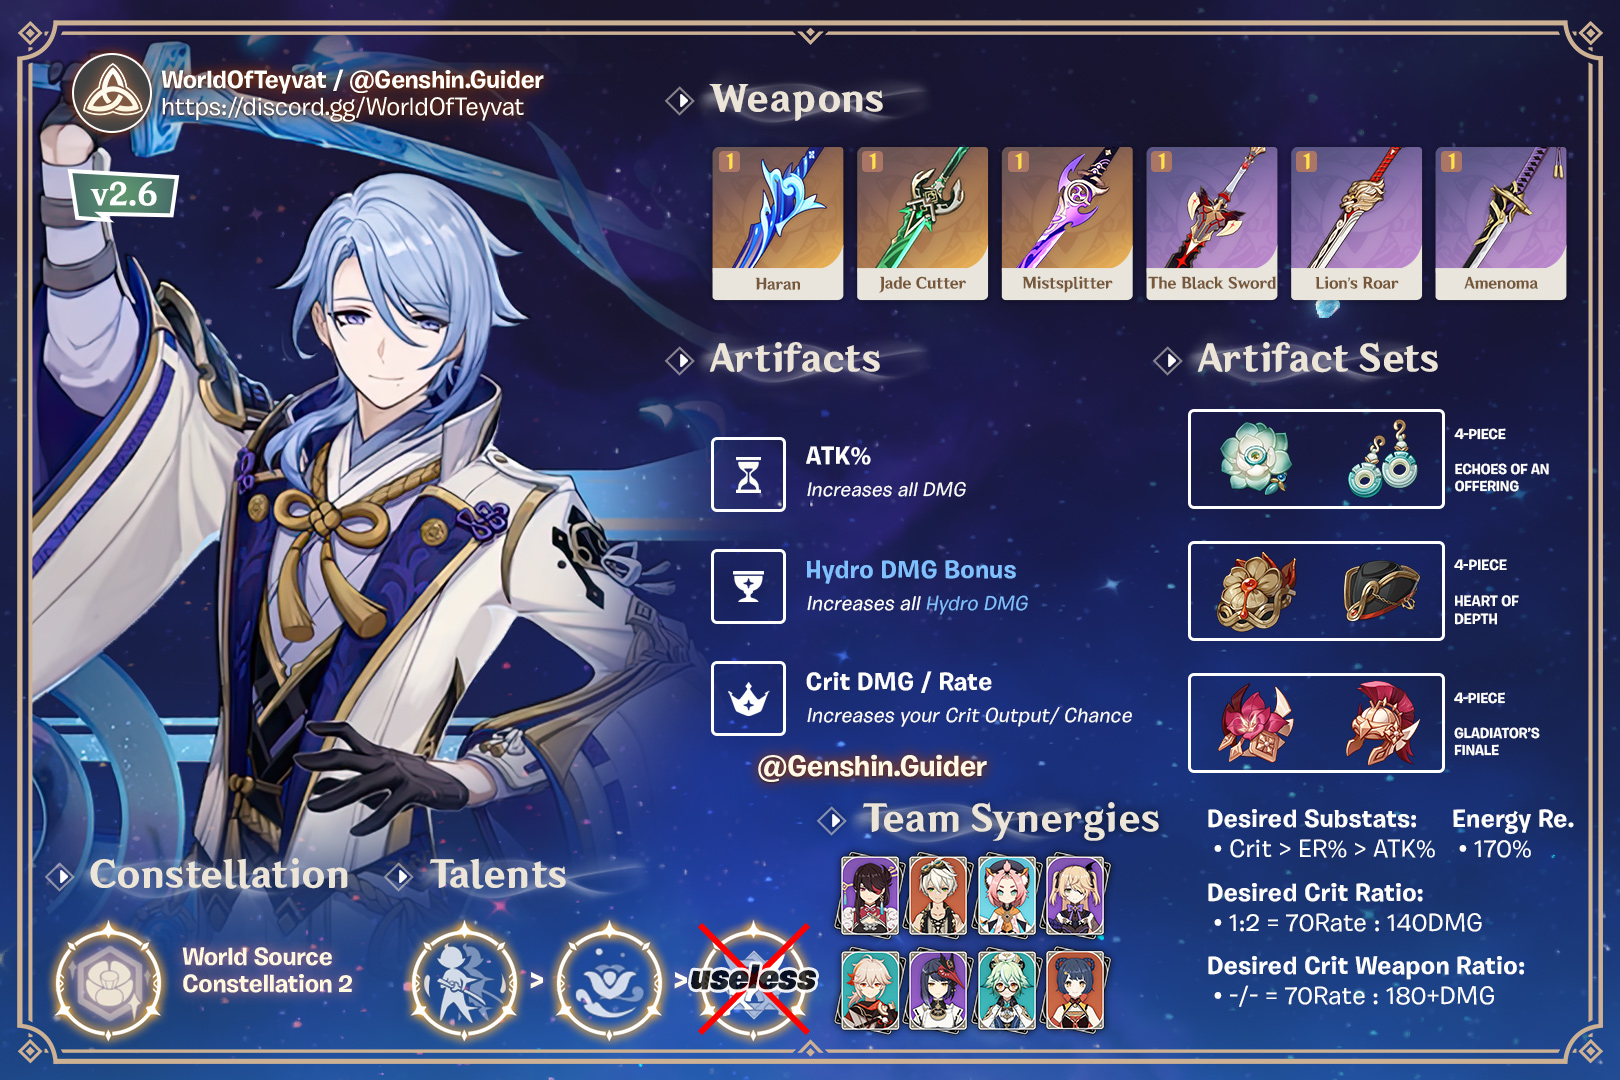 WorldOfTeyvat / @Genshin.Guider
https://discord.gg/WorldOfTeyvat
v2.6
Weapons
1 1 1 1 1 1
Haran Jade Cutter Mistsplitter The Black Sword Lion's Roar Amenoma
Artifacts
ATK%
Increases all DMG
Hydro DMG Bonus
Increases all Hydro DMG
Crit DMG / Rate
Increases your Crit Output/ Chance
@Genshin.Guider
Artifact Sets
4-PIECE
ECHOES OF AN
OFFERING
4-PIECE
HEART OF
DEPTH
4-PIECE
GLADIATOR'S
FINALE
Constellation
World Source
Constellation 2
Talents
> > useless
Team Synergies
Desired Substats: Energy Re.
• Crit > ER% > ATK% • 170%
Desired Crit Ratio:
• 1:2 = 70Rate : 140DMG
Desired Crit Weapon Ratio:
• -/- = 70Rate : 180+DMG